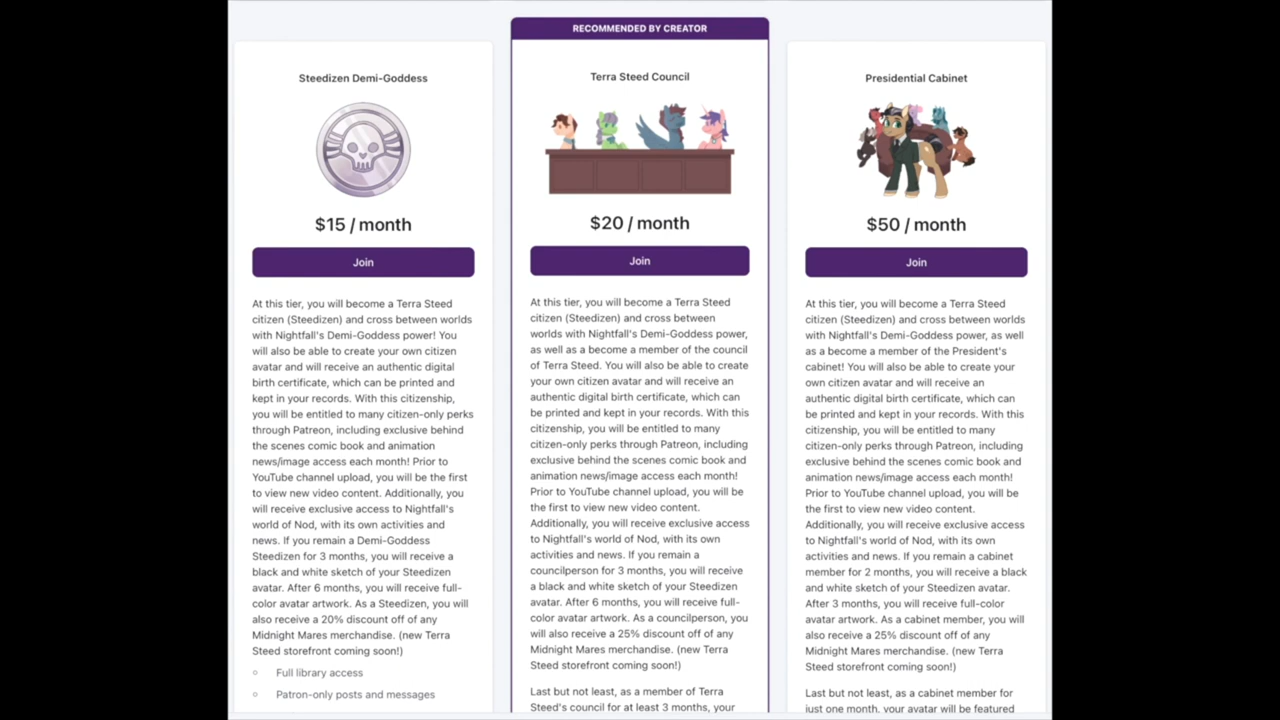 Steedizen Demi-Goddess
$15 / month
Join
At this tier, you will become a Terra Steed
citizen (Steedizen) and cross between worlds
with Nightfall's Demi-Goddess power! You
will also be able to create your own citizen
avatar and will receive an authentic digital
birth certificate, which can be printed and
kept in your records. With this citizenship,
you will be entitled to many citizen-only perks
through Patreon, including exclusive behind
the scenes comic book and animation
news/image access each month! Prior to
YouTube channel upload, you will be the first
to view new video content. Additionally, you
will receive exclusive access to Nightfall's
world of Nod, with its own activities and
news. If you remain a Demi-Goddess
Steedizen for 3 months, you will receive a
black and white sketch of your Steedizen
avatar. After 6 months, you will receive full-
color avatar artwork. As a Steedizen, you will
also receive a 20% discount off of any
Midnight Mares merchandise. (new Terra
Steed storefront coming soon!)
Full library access
Patron-only posts and messages
RECOMMENDED BY CREATOR
Terra Steed Council
$20 / month
Join
At this tier, you will become a Terra Steed
citizen (Steedizen) and cross between
worlds with Nightfall's Demi-Goddess power,
as well as a become a member of the council
of Terra Steed. You will also be able to create
your own citizen avatar and will receive an
authentic digital birth certificate, which can
be printed and kept in your records. With this
citizenship, you will be entitled to many
citizen-only perks through Patreon, including
exclusive behind the scenes comic book and
animation news/image access each month!
Prior to YouTube channel upload, you will be
the first to view new video content.
Additionally, you will receive exclusive access
to Nightfall's world of Nod, with its own
activities and news. If you remain a
councilperson for 3 months, you will receive
a black and white sketch of your Steedizen
avatar. After 6 months, you will receive full-
color avatar artwork. As a councilperson, you
will also receive a 25% discount off of any
Midnight Mares merchandise. (new Terra
Steed storefront coming soon!)
Last but not least, as a member of Terra
Steed's council for at least 3 months, your
Presidential Cabinet
$50 / month
Join
At this tier, you will become a Terra Steed
citizen (Steedizen) and cross between worlds
with Nightfall's Demi-Goddess power, as well
as a become a member of the President's
cabinet! You will also be able to create your
own citizen avatar and will receive an
authentic digital birth certificate, which can
be printed and kept in your records. With this
citizenship, you will be entitled to many
citizen-only perks through Patreon, including
exclusive behind the scenes comic book and
animation news/image access each month!
Prior to YouTube channel upload, you will be
the first to view new video content.
Additionally, you will receive exclusive access
to Nightfall's world of Nod, with its own
activities and news. If you remain a cabinet
member for 2 months, you will receive a black
and white sketch of your Steedizen avatar.
After 3 months, you will receive full-color
avatar artwork. As a cabinet member, you will
also receive a 25% discount off of any
Midnight Mares merchandise. (new Terra
Steed storefront coming soon!)
Last but not least, as a cabinet member for
just one month, your avatar will be featured